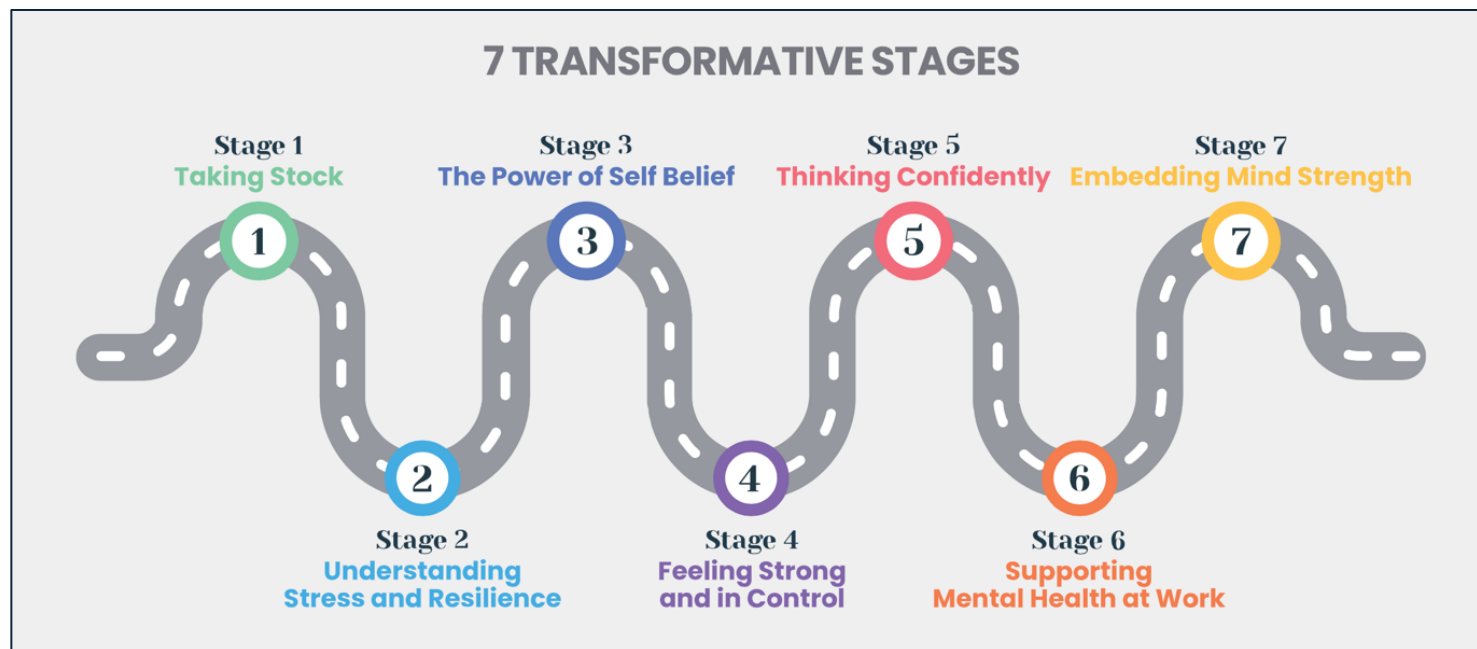 7 TRANSFORMATIVE STAGES
Stage 1
Taking Stock
1
Stage 2
Understanding
Stress and Resilience
2
Stage 3
The Power of Self Belief
3
Stage 4
Feeling Strong
and in Control
4
Stage 5
Thinking Confidently
5
Stage 6
Supporting
Mental Health at Work
6
Stage 7
Embedding Mind Strength
7